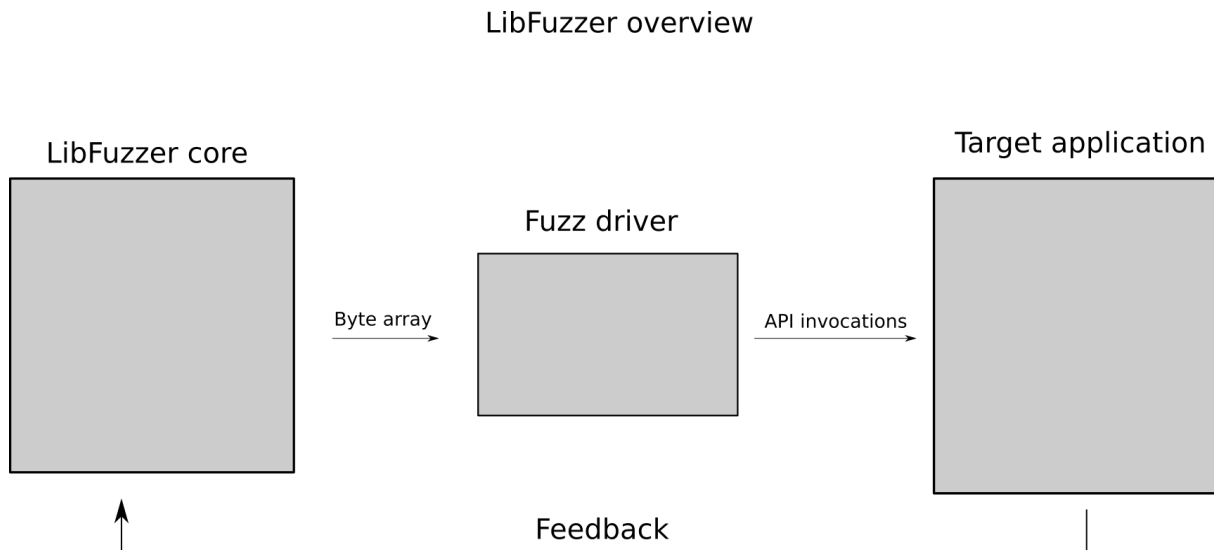 LibFuzzer overview
LibFuzzer core
Target application
Fuzz driver
Byte array
API invocations
Feedback